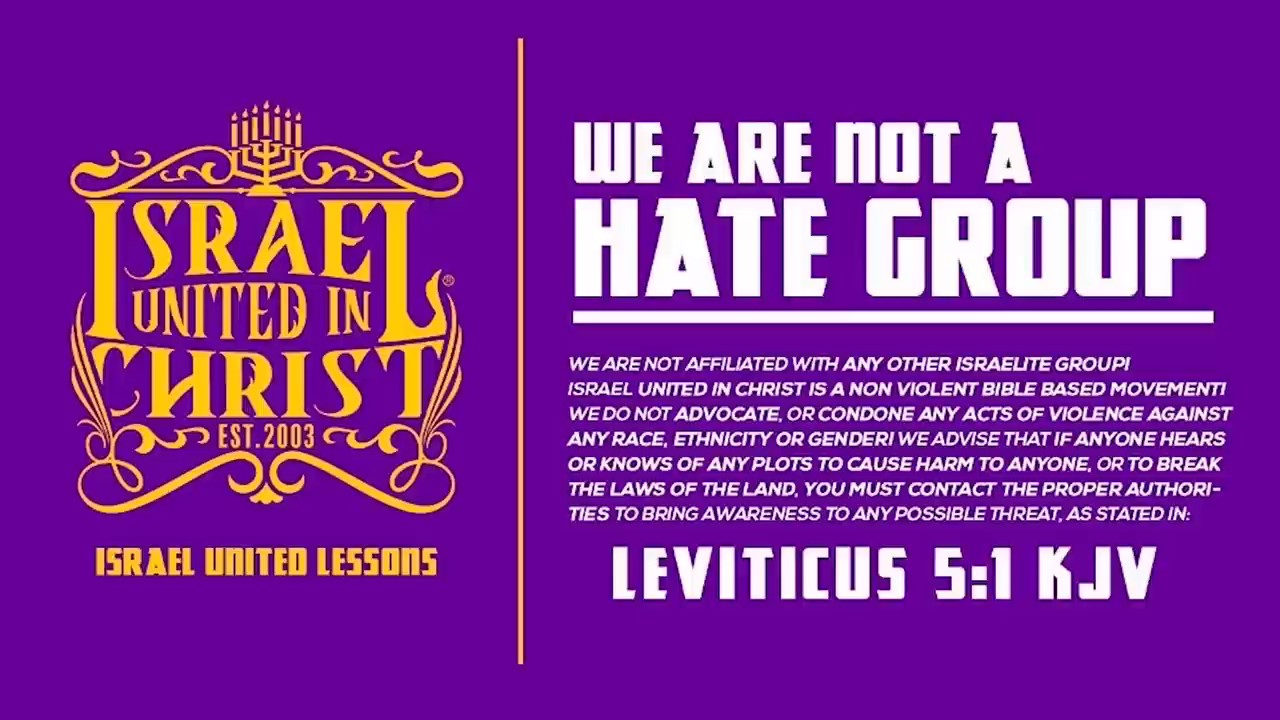 ISRAEL
UNITED IN
CHRIST
EST.2003
®
ISRAEL UNITED LESSONS
WE ARE NOT A
HATE GROUP
WE ARE NOT AFFILIATED WITH ANY OTHER ISRAELITE GROUP!
ISRAEL UNITED IN CHRIST IS A NON VIOLENT BIBLE BASED MOVEMENT!
WE DO NOT ADVOCATE, OR CONDONE ANY ACTS OF VIOLENCE AGAINST
ANY RACE, ETHNICITY OR GENDER! WE ADVISE THAT IF ANYONE HEARS
OR KNOWS OF ANY PLOTS TO CAUSE HARM TO ANYONE, OR TO BREAK
THE LAWS OF THE LAND, YOU MUST CONTACT THE PROPER AUTHORI-
TIES TO BRING AWARENESS TO ANY POSSIBLE THREAT, AS STATED IN:
LEVITICUS 5:1 KJV